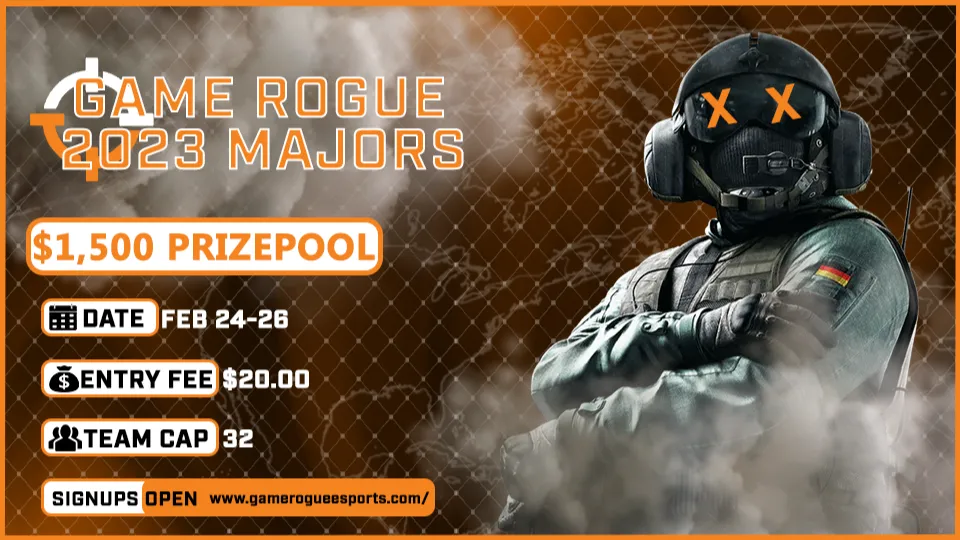 GAME ROGUE
2023 MAJORS
$1,500 PRIZEPOOL
DATE FEB 24-26
ENTRY FEE $20.00
TEAM CAP 32
SIGNUPS OPEN www.gamerogueesports.com/
X X